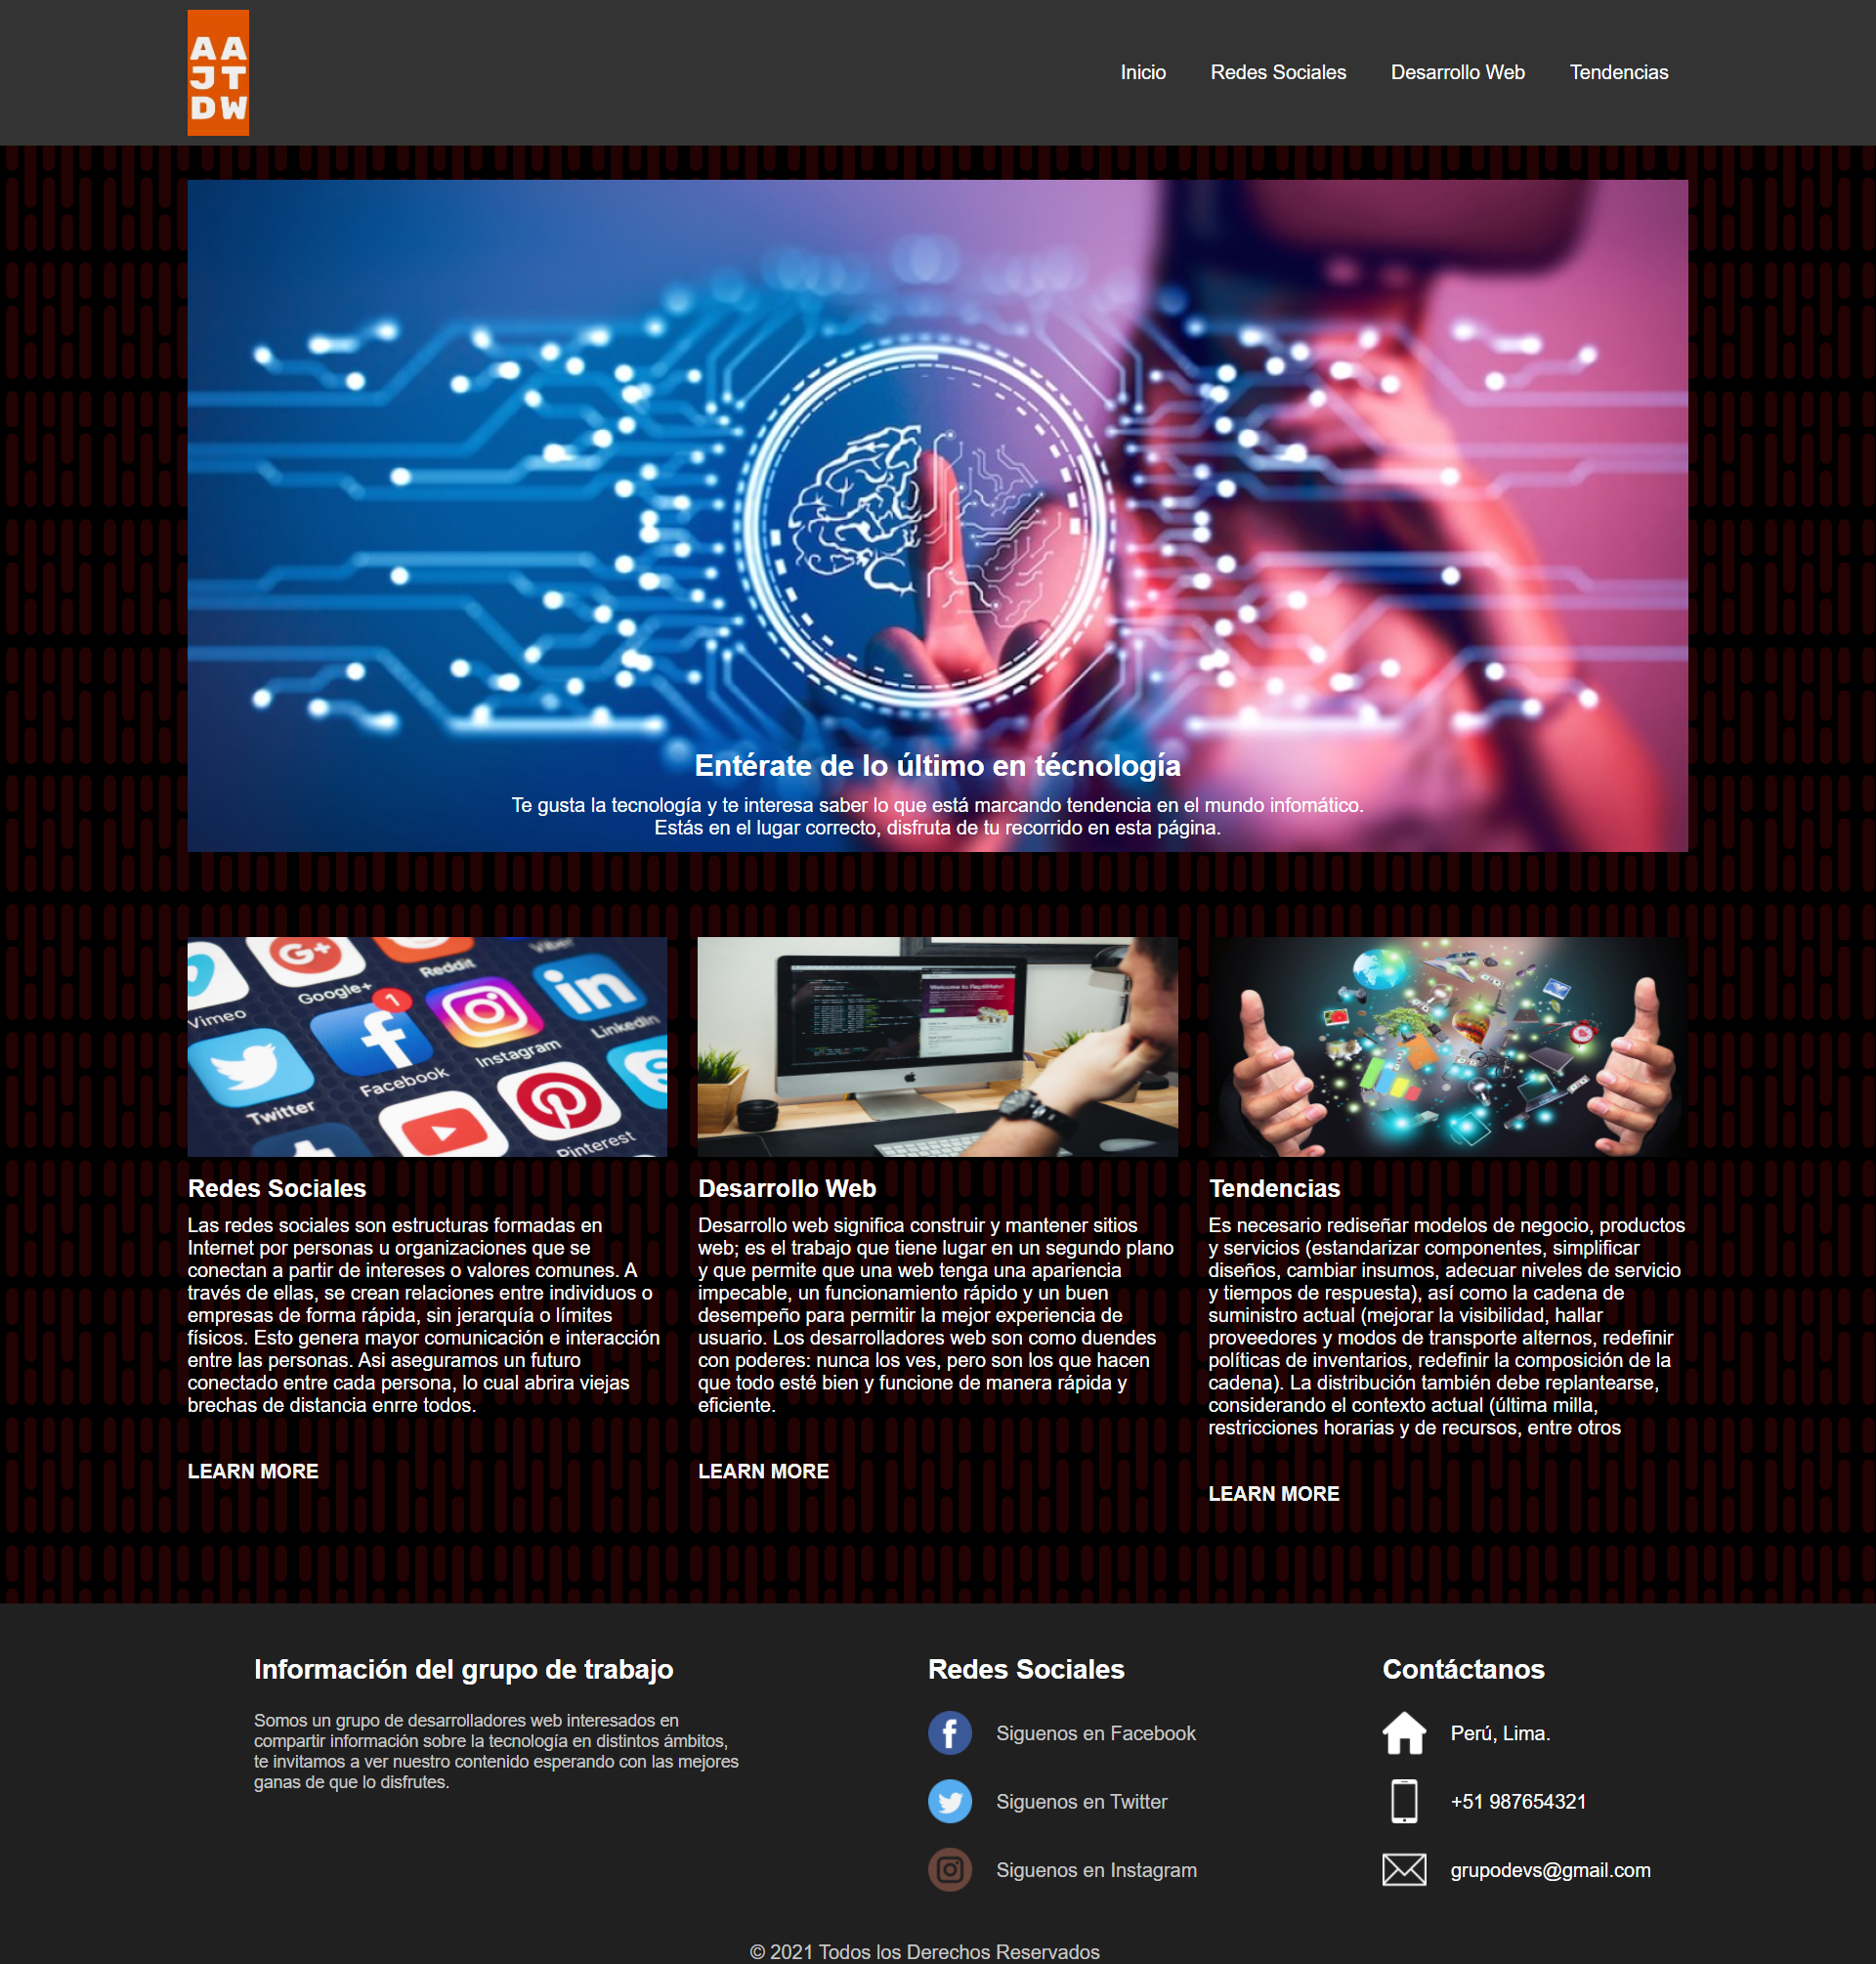 AA
JT
DW
Inicio Redes Sociales Desarrollo Web Tendencias
Entérate de lo último en técnología
Te gusta la tecnología y te interesa saber lo que está marcando tendencia en el mundo infomático.
Estás en el lugar correcto, disfruta de tu recorrido en esta página.
Viber
Reddit
Google+
1
Vimeo
LinkedIn
Instagram
Facebook
Twitter
Pinterest
Welcome to ReptiMate!
Redes Sociales
Las redes sociales son estructuras formadas en
Internet por personas u organizaciones que se
conectan a partir de intereses o valores comunes. A
través de ellas, se crean relaciones entre individuos o
empresas de forma rápida, sin jerarquía o límites
físicos. Esto genera mayor comunicación e interacción
entre las personas. Asi aseguramos un futuro
conectado entre cada persona, lo cual abrira viejas
brechas de distancia enrre todos.
LEARN MORE
Desarrollo Web
Desarrollo web significa construir y mantener sitios
web; es el trabajo que tiene lugar en un segundo plano
y que permite que una web tenga una apariencia
impecable, un funcionamiento rápido y un buen
desempeño para permitir la mejor experiencia de
usuario. Los desarrolladores web son como duendes
con poderes: nunca los ves, pero son los que hacen
que todo esté bien y funcione de manera rápida y
eficiente.
LEARN MORE
Tendencias
Es necesario rediseñar modelos de negocio, productos
y servicios (estandarizar componentes, simplificar
diseños, cambiar insumos, adecuar niveles de servicio
y tiempos de respuesta), así como la cadena de
suministro actual (mejorar la visibilidad, hallar
proveedores y modos de transporte alternos, redefinir
políticas de inventarios, redefinir la composición de la
cadena). La distribución también debe replantearse,
considerando el contexto actual (última milla,
restricciones horarias y de recursos, entre otros
LEARN MORE
Información del grupo de trabajo
Somos un grupo de desarrolladores web interesados en
compartir información sobre la tecnología en distintos ámbitos,
te invitamos a ver nuestro contenido esperando con las mejores
ganas de que lo disfrutes.
Redes Sociales
Siguenos en Facebook
Siguenos en Twitter
Siguenos en Instagram
Contáctanos
Perú, Lima.
+51 987654321
grupodevs@gmail.com
© 2021 Todos los Derechos Reservados